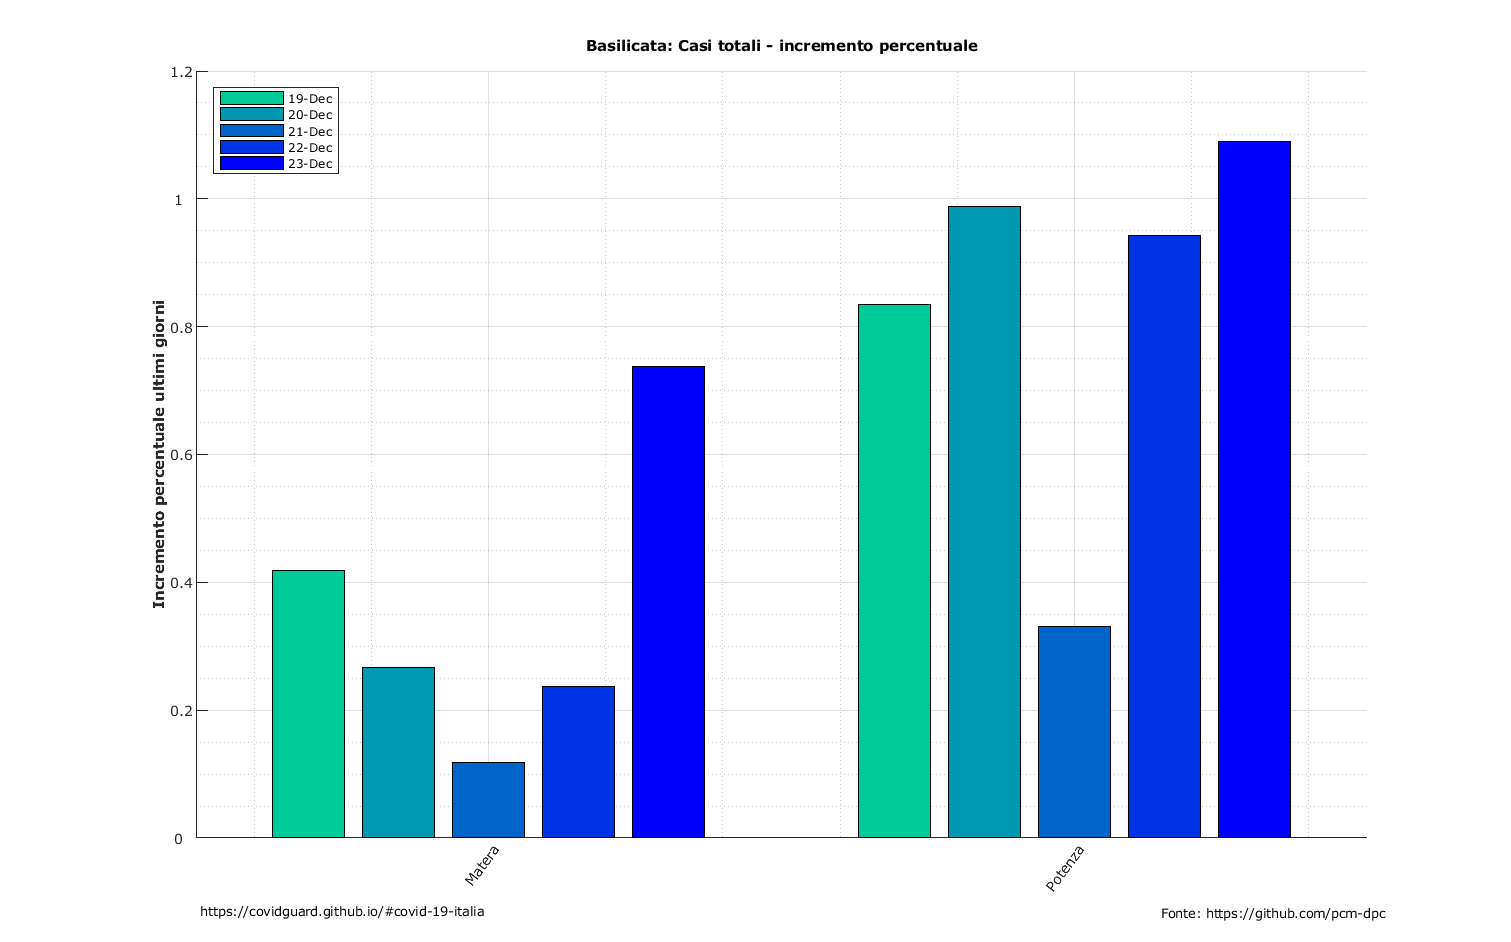 Basilicata: Casi totali - incremento percentuale
1.2
1
0.8
0.6
0.4
0.2
0
Incremento percentuale ultimi giorni
19-Dec
20-Dec
21-Dec
22-Dec
23-Dec
Matera
Potenza
https://covidguard.github.io/#covid-19-italia
Fonte: https://github.com/pcm-dpc